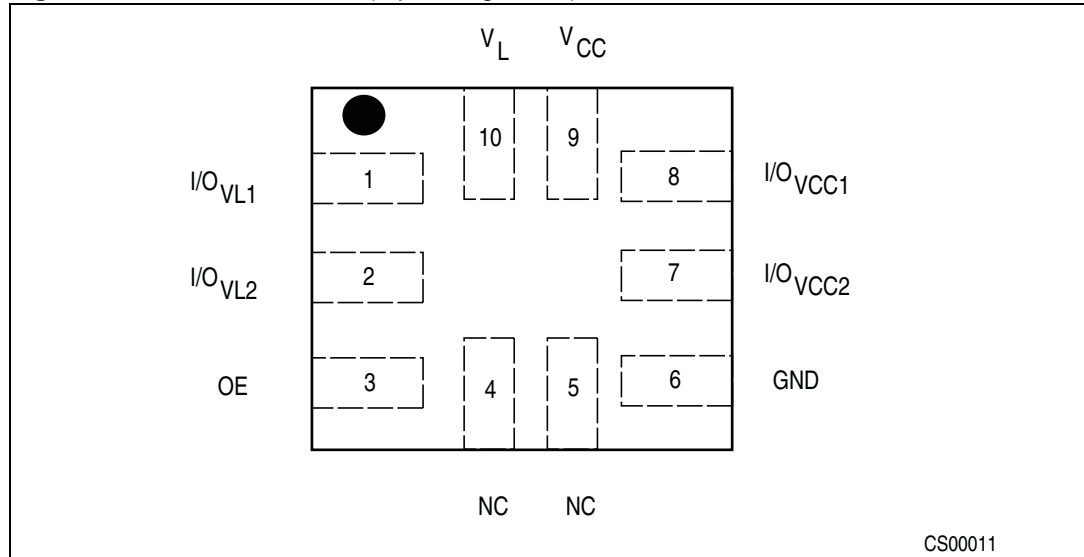 V_L V_CC
10 9
I/O_VL1 1 8 I/O_VCC1
I/O_VL2 2 7 I/O_VCC2
OE 3 4 5 6 GND
NC NC
CS00011